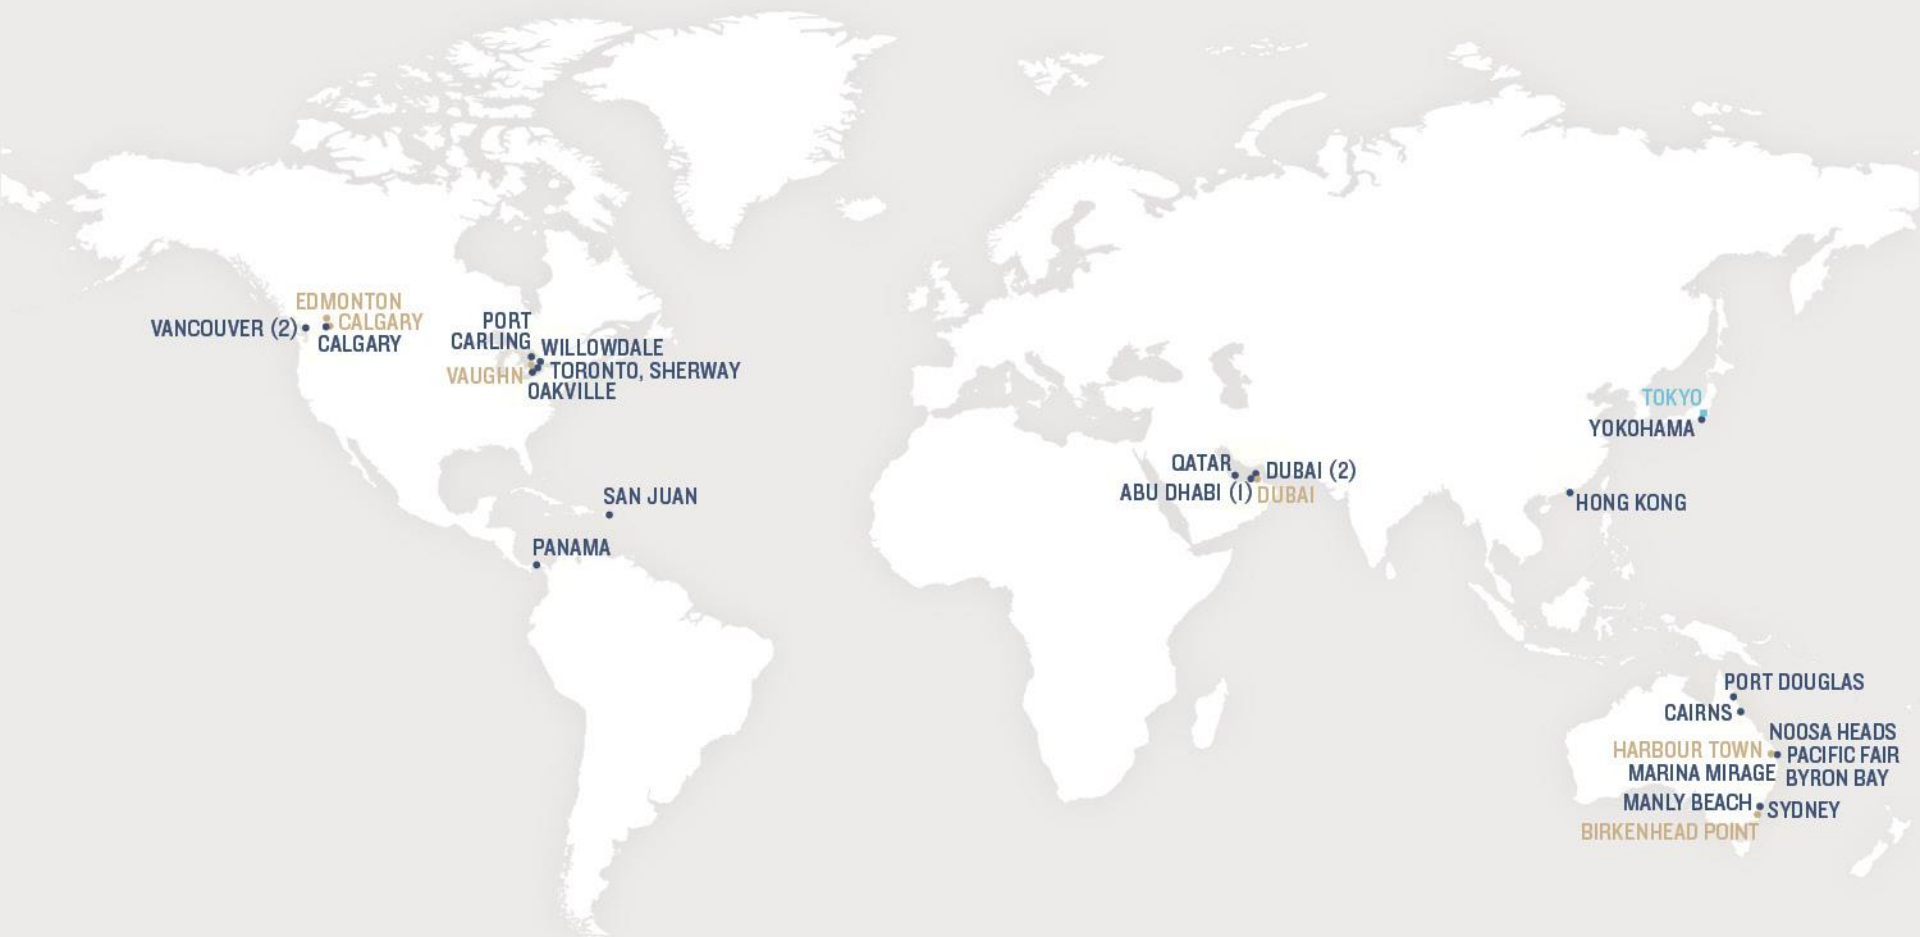 EDMONTON
VANCOUVER (2)
CALGARY
CALGARY
PORT
CARLING
WILLOWDALE
VAUGHN
TORONTO, SHERWAY
OAKVILLE
SAN JUAN
PANAMA
QATAR
DUBAI (2)
ABU DHABI (1)
DUBAI
TOKYO
YOKOHAMA
HONG KONG
PORT DOUGLAS
CAIRNS
NOOSA HEADS
HARBOUR TOWN
PACIFIC FAIR
MARINA MIRAGE
BYRON BAY
MANLY BEACH
SYDNEY
BIRKENHEAD POINT